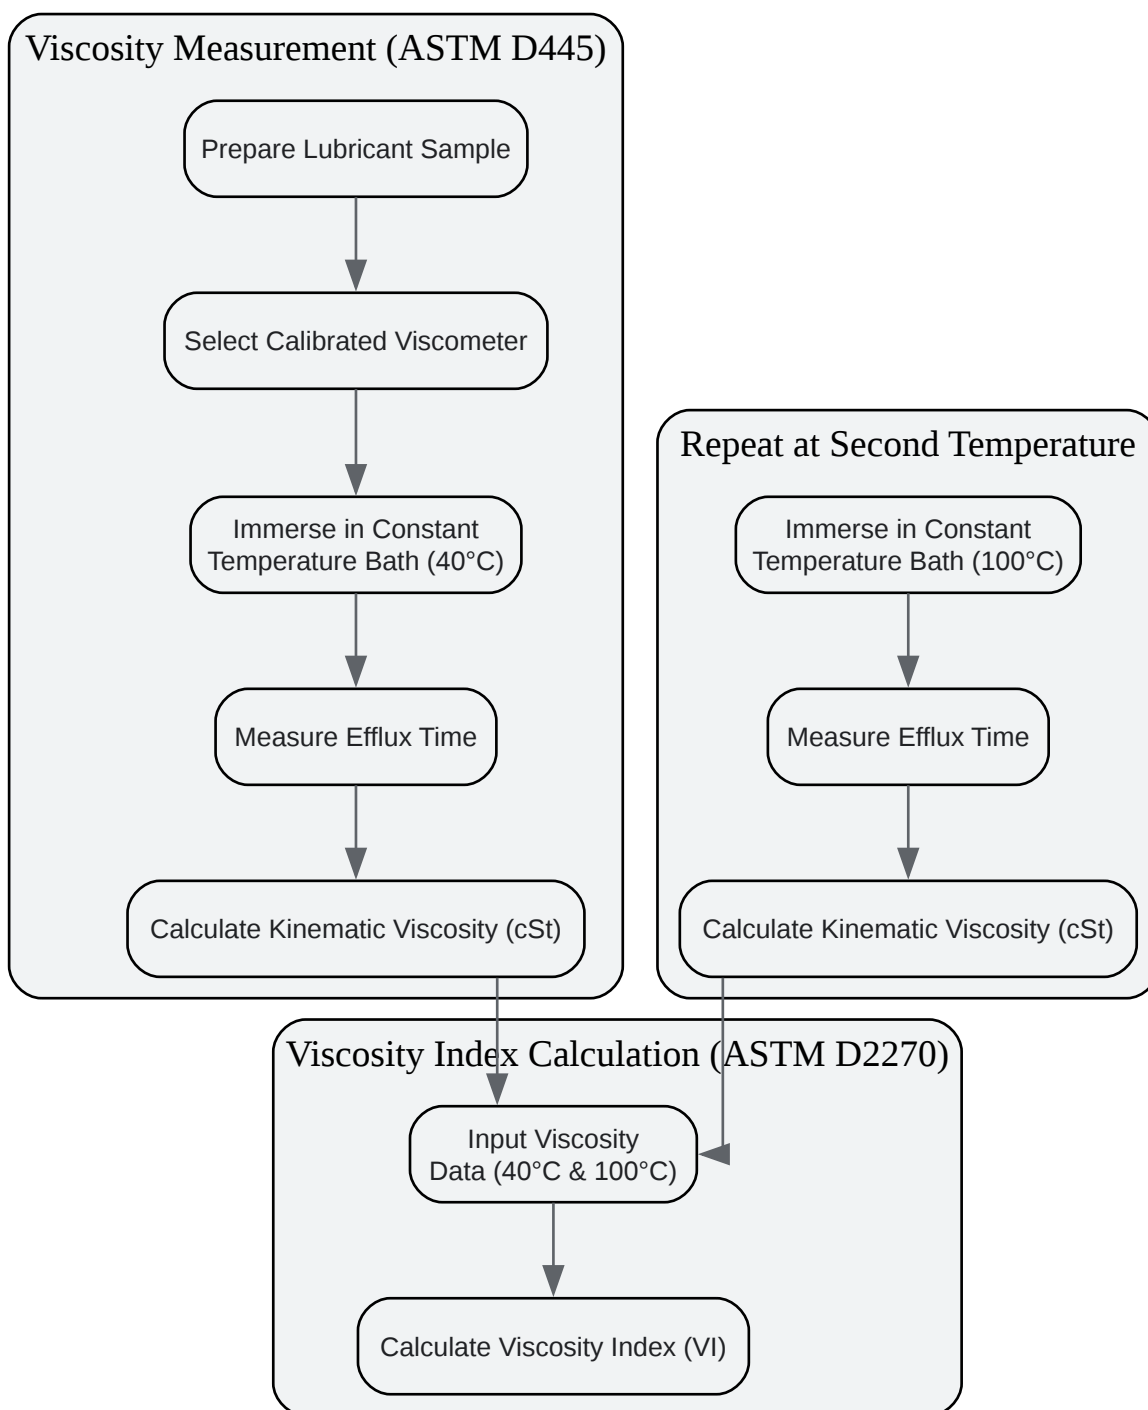 Viscosity Measurement (ASTM D445)
Prepare Lubricant Sample
Select Calibrated Viscometer
Immerse in Constant
Temperature Bath (40°C)
Measure Efflux Time
Calculate Kinematic Viscosity (cSt)
Repeat at Second Temperature
Immerse in Constant
Temperature Bath (100°C)
Measure Efflux Time
Calculate Kinematic Viscosity (cSt)
Viscosity Index Calculation (ASTM D2270)
Input Viscosity
Data (40°C & 100°C)
Calculate Viscosity Index (VI)